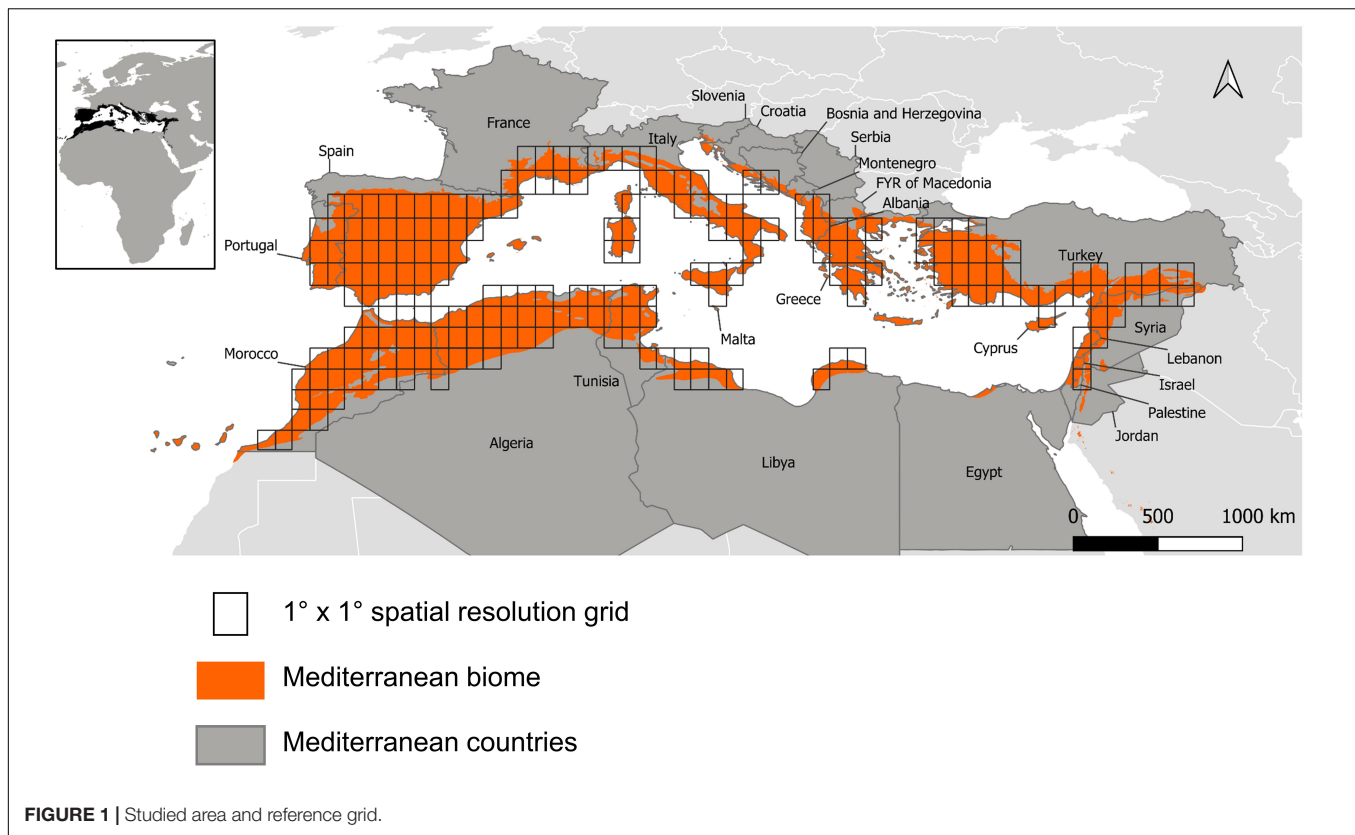 Slovenia
Croatia
Bosnia and Herzegovina
France
Italy
Serbia
Spain
Montenegro
FYR of Macedonia
Albania
Portugal
Turkey
Greece
Malta
Cyprus
Syria
Morocco
Lebanon
Tunisia
Israel
Palestine
Jordan
Algeria
Libya
Egypt
0 500 1000 km
1° x 1° spatial resolution grid
Mediterranean biome
Mediterranean countries
FIGURE 1 | Studied area and reference grid.